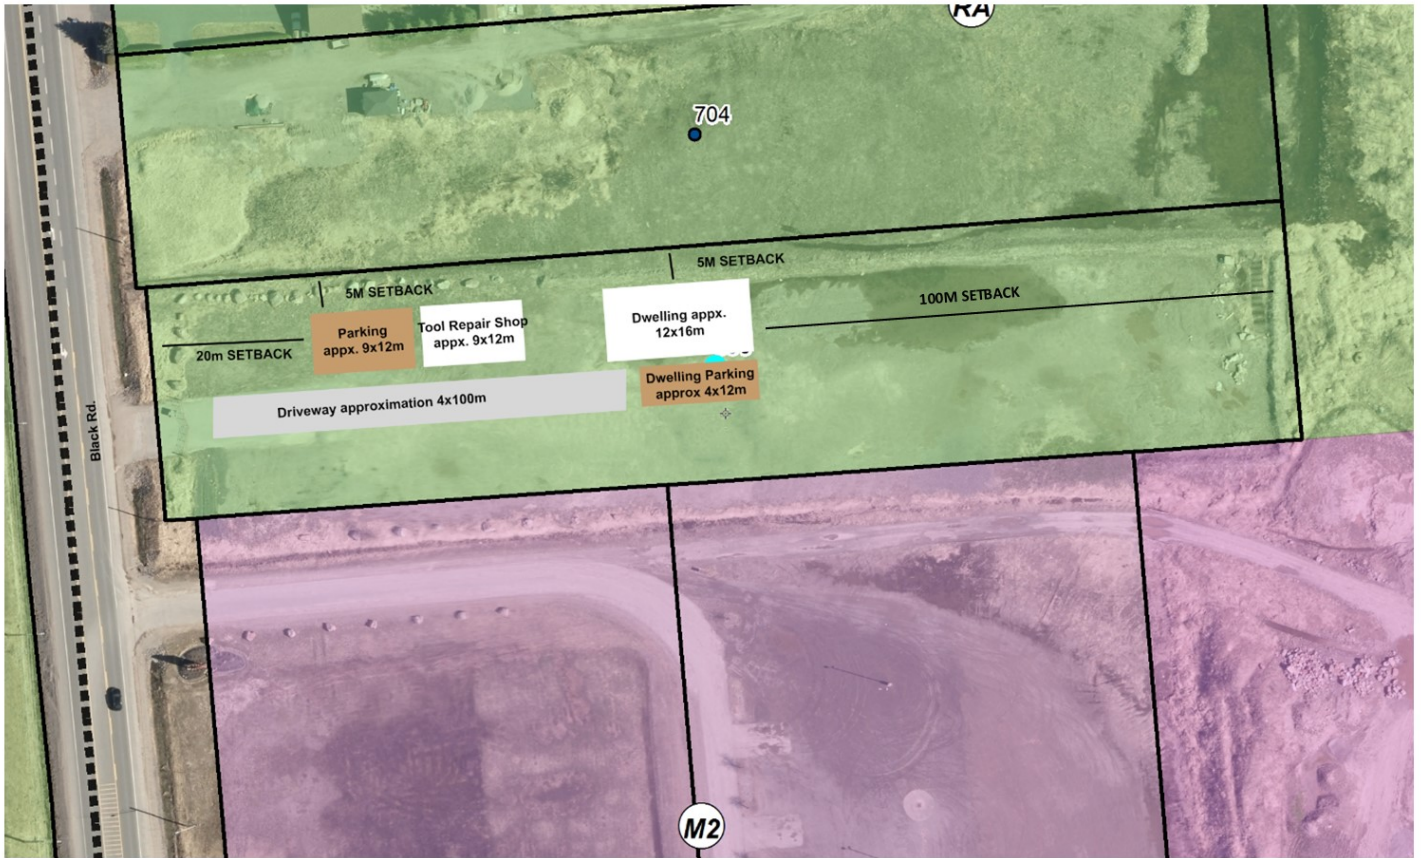 RA
704
5M SETBACK
5M SETBACK
100M SETBACK
Parking
appx. 9x12m
Tool Repair Shop
appx. 9x12m
Dwelling appx.
12x16m
20m SETBACK
Dwelling Parking
approx 4x12m
Driveway approximation 4x100m
Black Rd.
M2